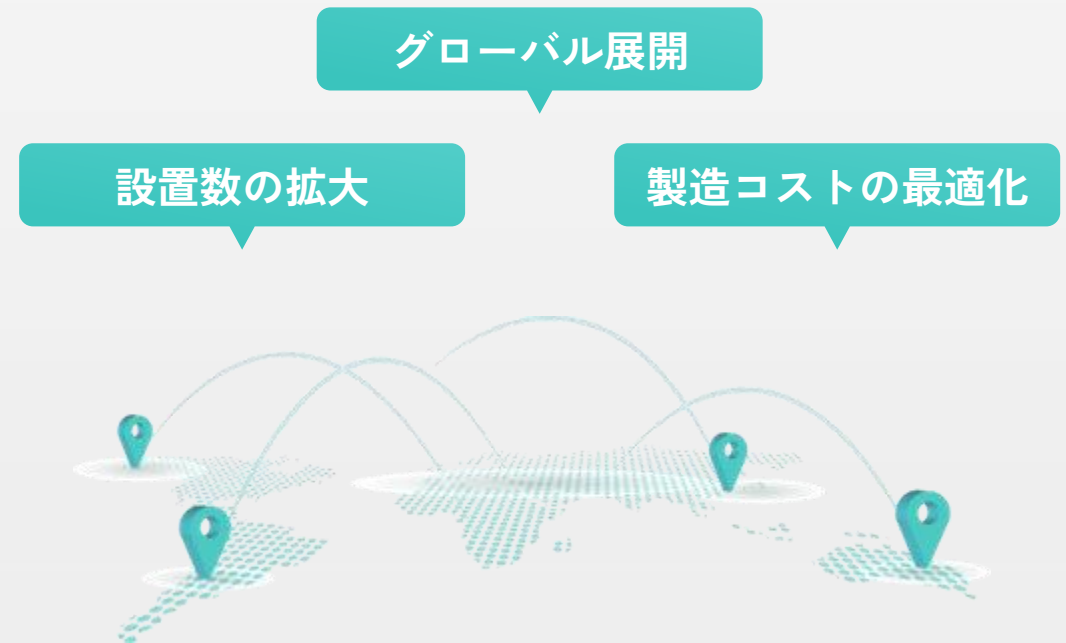 グローバル展開
設置数の拡大
製造コストの最適化